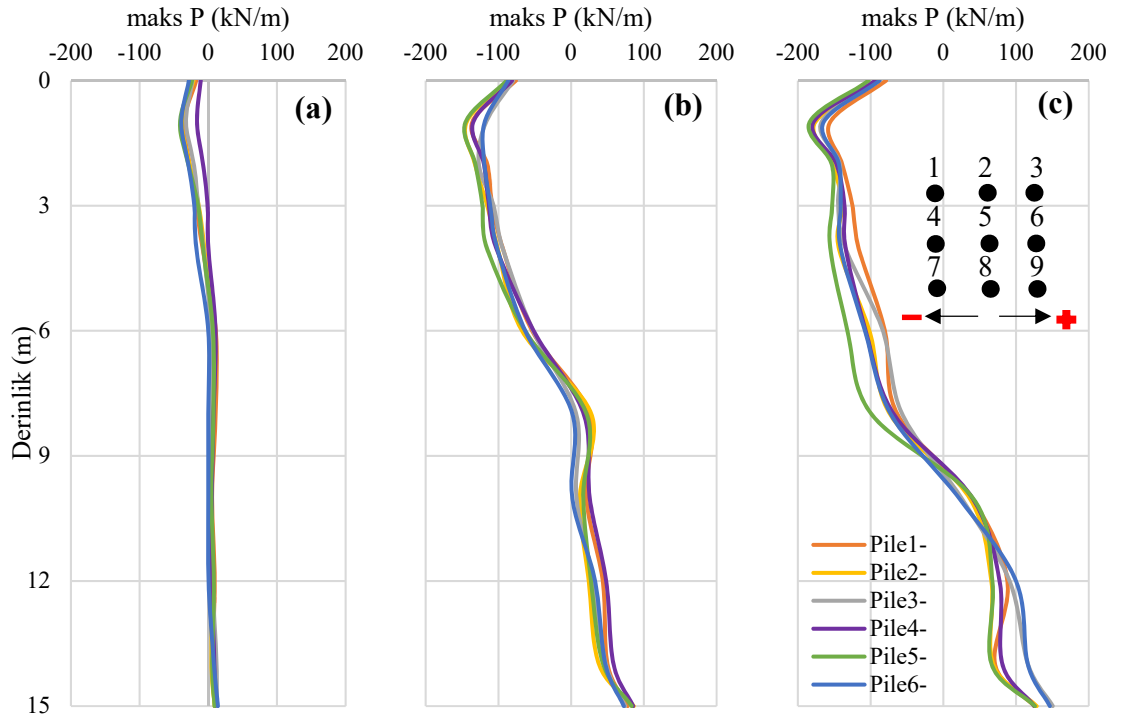 maks P (kN/m) maks P (kN/m) maks P (kN/m)
-200 -100 0 100 200 -200 -100 0 100 200 -200 -100 0 100 200
0
3
6
9
12
15
Derinlik (m)
(a)
(b)
(c)
1 2 3
4 5 6
7 8 9
Pile1-
Pile2-
Pile3-
Pile4-
Pile5-
Pile6-